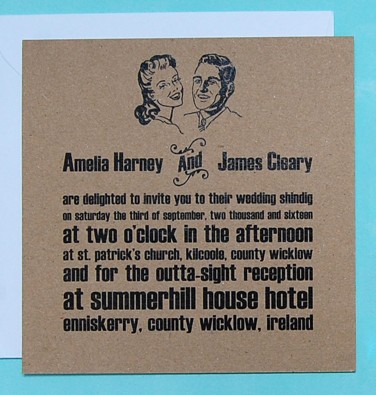 Amelia Harney And James Cleary
are delighted to invite you to their wedding shindig
on saturday the third of september, two thousand and sixteen
at two o'clock in the afternoon
at st. patrick's church, kilcoole, county wicklow
and for the outta-sight reception
at summerhill house hotel
enniskerry, county wicklow, ireland